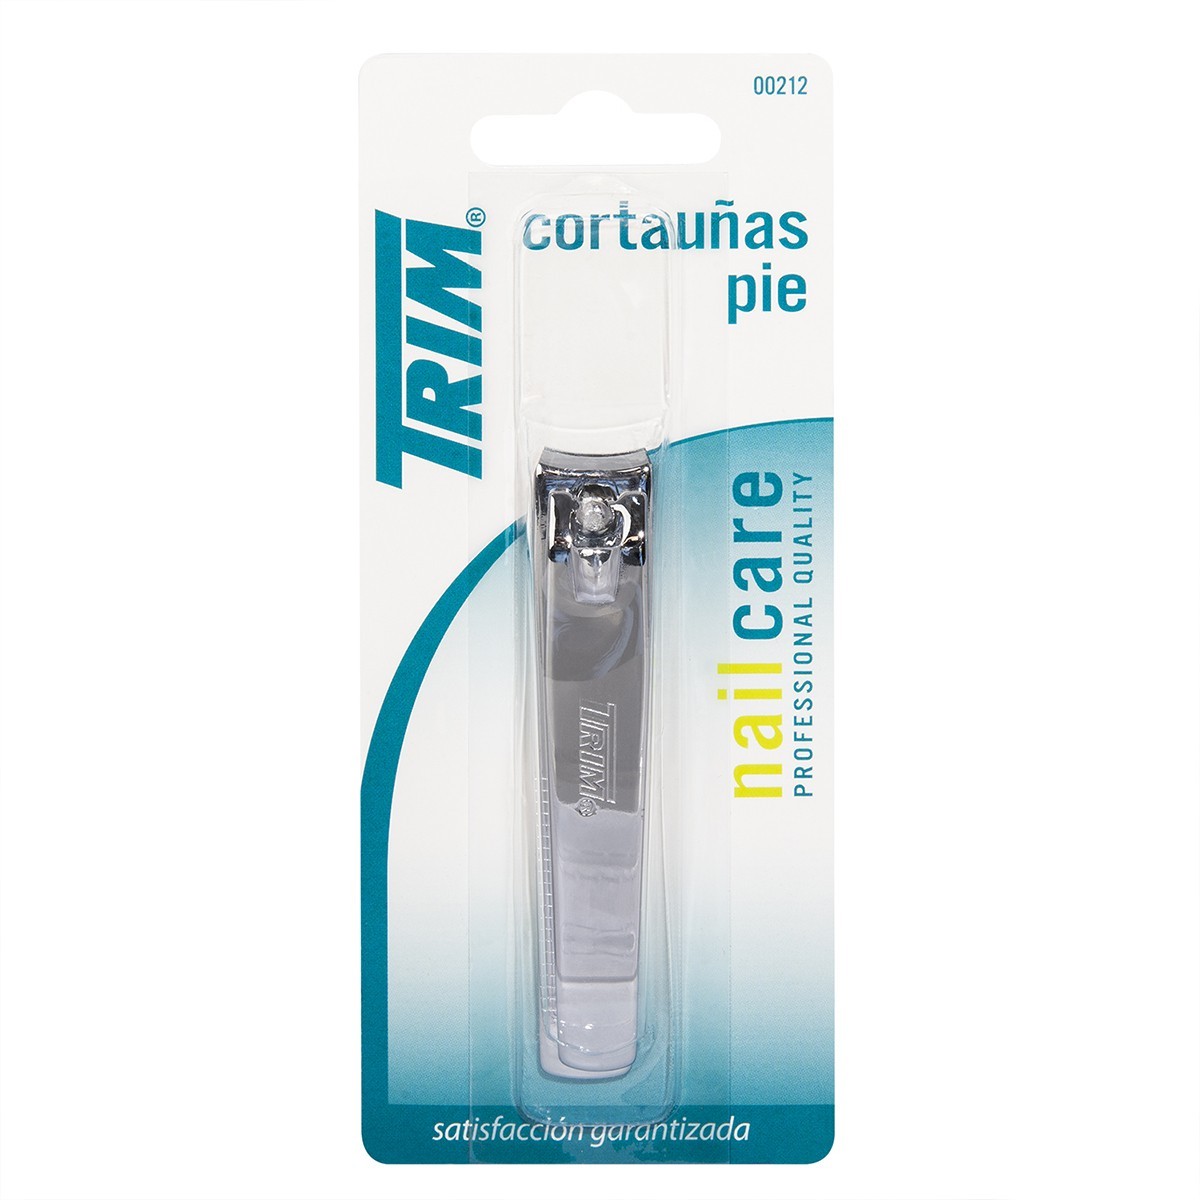 00212
TRIM®
cortauñas
pie
nail care
PROFESSIONAL QUALITY
TRIM®
satisfacción garantizada